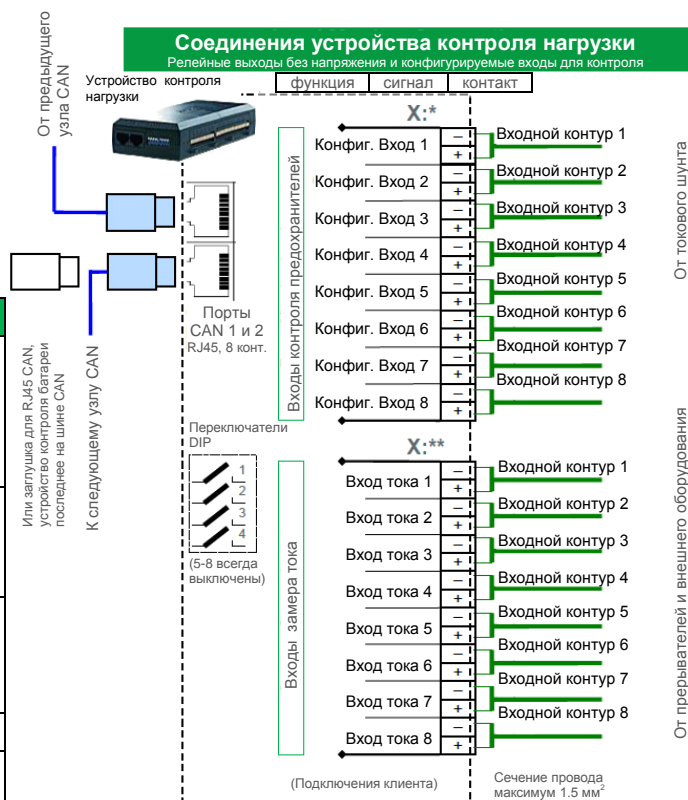 Соединения устройства контроля нагрузки
Релейные выходы без напряжения и конфигурируемые входы для контроля
От предыдущего
узла CAN
Устройство контроля
нагрузки
функция
сигнал
контакт
X:*
Входы контроля предохранителей
Конфиг. Вход 1
–
+
Входной контур 1
Конфиг. Вход 2
–
+
Входной контур 2
Конфиг. Вход 3
–
+
Входной контур 3
Конфиг. Вход 4
–
+
Входной контур 4
Конфиг. Вход 5
–
+
Входной контур 5
Конфиг. Вход 6
–
+
Входной контур 6
Конфиг. Вход 7
–
+
Входной контур 7
Конфиг. Вход 8
–
+
Входной контур 8
От токового шунта
Порты
CAN 1 и 2
RJ45, 8 конт.
Или заглушка для RJ45 CAN,
устройство контроля батареи
последнее на шине CAN
К следующему узлу CAN
Переключатели
DIP
1
2
3
4
(5-8 всегда
выключены)
X:**
Входы замера тока
Вход тока 1
–
+
Входной контур 1
Вход тока 2
–
+
Входной контур 2
Вход тока 3
–
+
Входной контур 3
Вход тока 4
–
+
Входной контур 4
Вход тока 5
–
+
Входной контур 5
Вход тока 6
–
+
Входной контур 6
Вход тока 7
–
+
Входной контур 7
Вход тока 8
–
+
Входной контур 8
От прерывателей и внешнего оборудования
(Подключения клиента)
Сечение провода
максимум 1.5 мм²